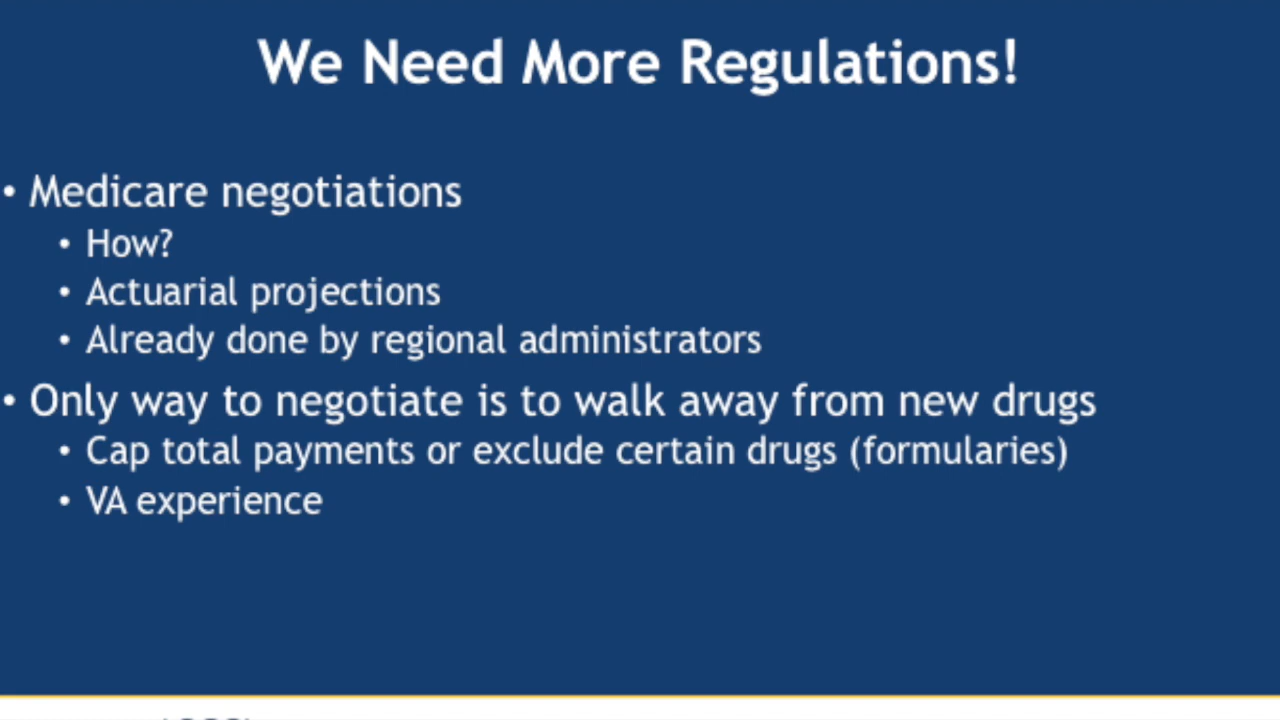 We Need More Regulations!
• Medicare negotiations
• How?
• Actuarial projections
• Already done by regional administrators
• Only way to negotiate is to walk away from new drugs
• Cap total payments or exclude certain drugs (formularies)
• VA experience